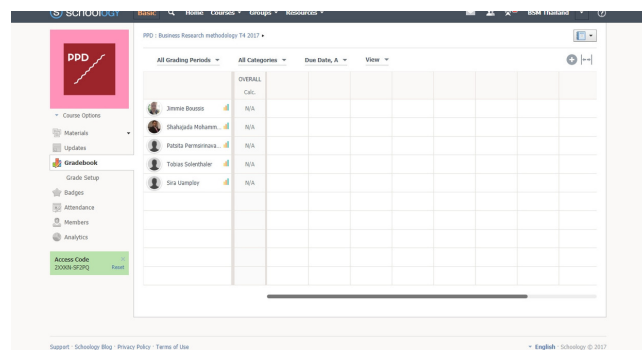 S SCHOOLOGY Basic Home Courses Groups Resources BSM Thailand
PPD : Business Research methodology T4 2017
PPD
All Grading Periods All Categories Due Date, A View
OVERALL
Calc.
Jimmie Boussis N/A
Shahajada Mohamm... N/A
Patsita Permsirinava... N/A
Tobias Solenthaler N/A
Sira Uamploy N/A
Course Options
Materials
Updates
Gradebook
Grade Setup
Badges
Attendance
Members
Analytics
Access Code
Reset
Support · Schoology Blog · Privacy Policy · Terms of Use
English · Schoology © 2017